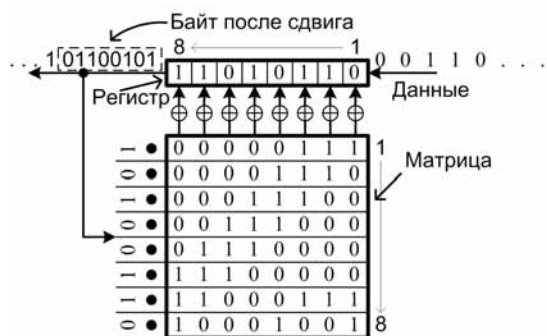 Байт после сдвига
8 1
. . . 1 01100101 1 1 0 1 0 1 1 0 0 0 1 1 0 . . .
Регистр Данные
1 0 0 0 0 0 1 1 1 1
0 0 0 0 0 1 1 1 0 Матрица
1 0 0 0 1 1 1 0 0
0 0 0 1 1 1 0 0 0
0 0 1 1 1 0 0 0 0
1 1 1 1 0 0 0 0 0
1 1 1 0 0 0 1 1 1
0 1 0 0 0 1 0 0 1 8